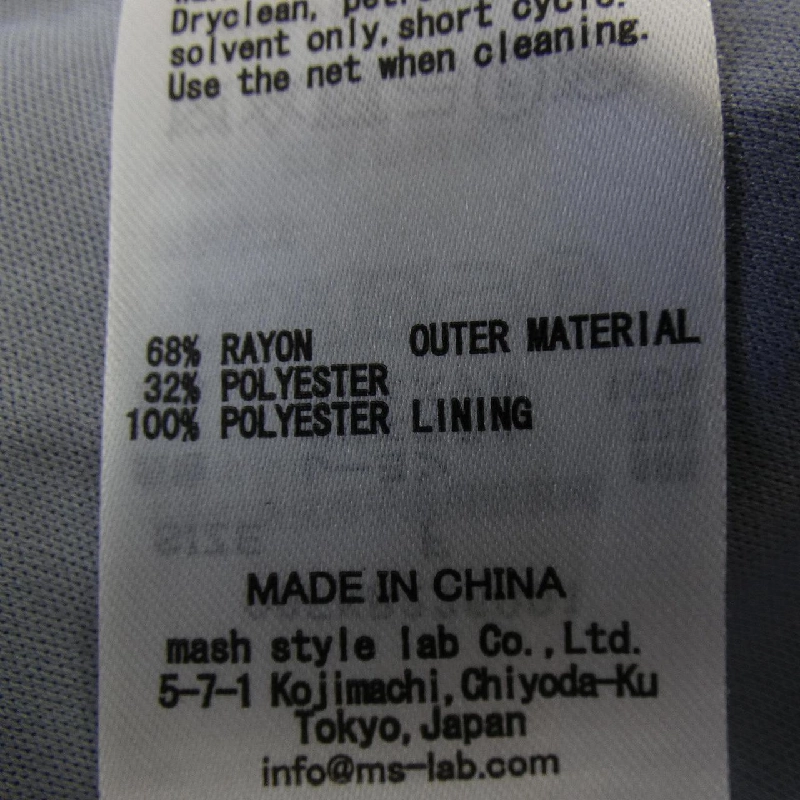 Dryclean,
solvent only, short cycle.
Use the net when cleaning.
68% RAYON OUTER MATERIAL
32% POLYESTER
100% POLYESTER LINING
MADE IN CHINA
mash style lab Co.,Ltd.
5-7-1 Kojimachi,Chiyoda-Ku
Tokyo,Japan
info@ms-lab.com